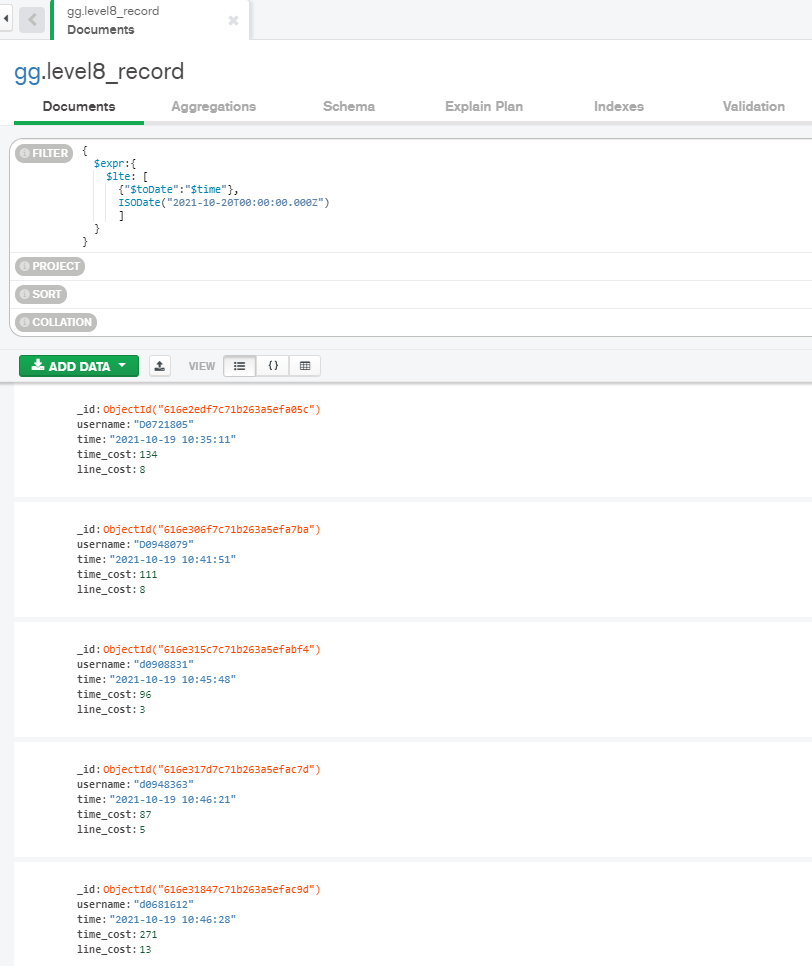 gg.level8_record
Documents
gg.level8_record
Documents Aggregations Schema Explain Plan Indexes Validation
FILTER {
$expr:{
$lte: [
{"$toDate":"$time"},
ISODate("2021-10-20T00:00:00.000Z")
]
}
}
PROJECT
SORT
COLLATION
ADD DATA VIEW {}
_id:ObjectId("616e2edf7c71b263a5efa05c")
username:"D0721805"
time:"2021-10-19 10:35:11"
time_cost:134
line_cost:8
_id:ObjectId("616e306f7c71b263a5efa7ba")
username:"D0948079"
time:"2021-10-19 10:41:51"
time_cost:111
line_cost:8
_id:ObjectId("616e315c7c71b263a5efabf4")
username:"d0908831"
time:"2021-10-19 10:45:48"
time_cost:96
line_cost:3
_id:ObjectId("616e317d7c71b263a5efac7d")
username:"d0948363"
time:"2021-10-19 10:46:21"
time_cost:87
line_cost:5
_id:ObjectId("616e31847c71b263a5efac9d")
username:"d0681612"
time:"2021-10-19 10:46:28"
time_cost:271
line_cost:13